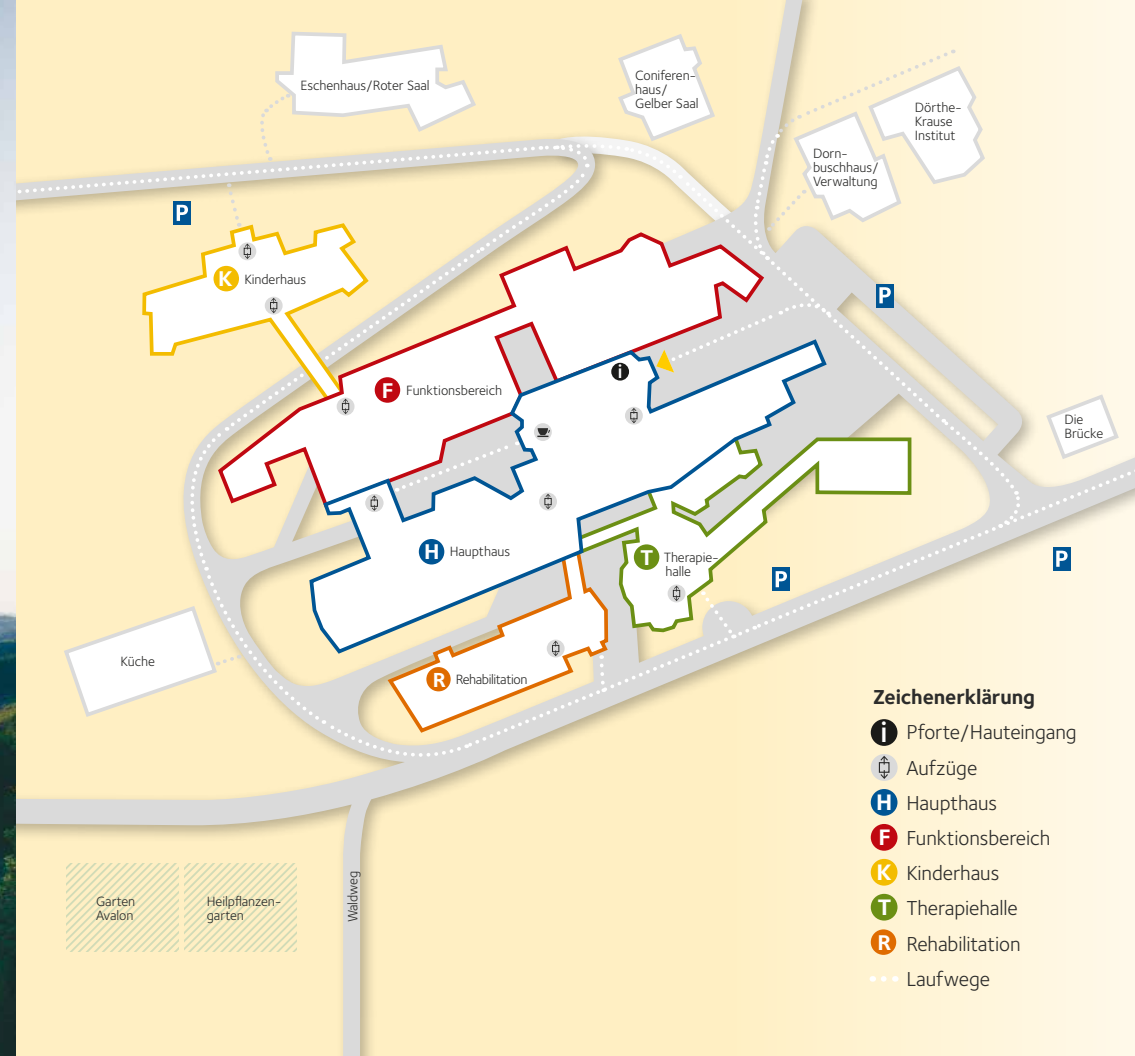 Eschenhaus/Roter Saal
Coniferen-
haus/
Gelber Saal
Dörthe-
Krause
Institut
Dorn-
buschhaus/
Verwaltung
P
K Kinderhaus
P
i
F Funktionsbereich
Die
Brücke
H Haupthaus
T Therapie-
halle
P
P
Küche
R Rehabilitation
Garten
Avalon
Heilpflanzen-
garten
Waldweg
Zeichenerklärung
i Pforte/Hauteingang
Aufzüge
H Haupthaus
F Funktionsbereich
K Kinderhaus
T Therapiehalle
R Rehabilitation
Laufwege